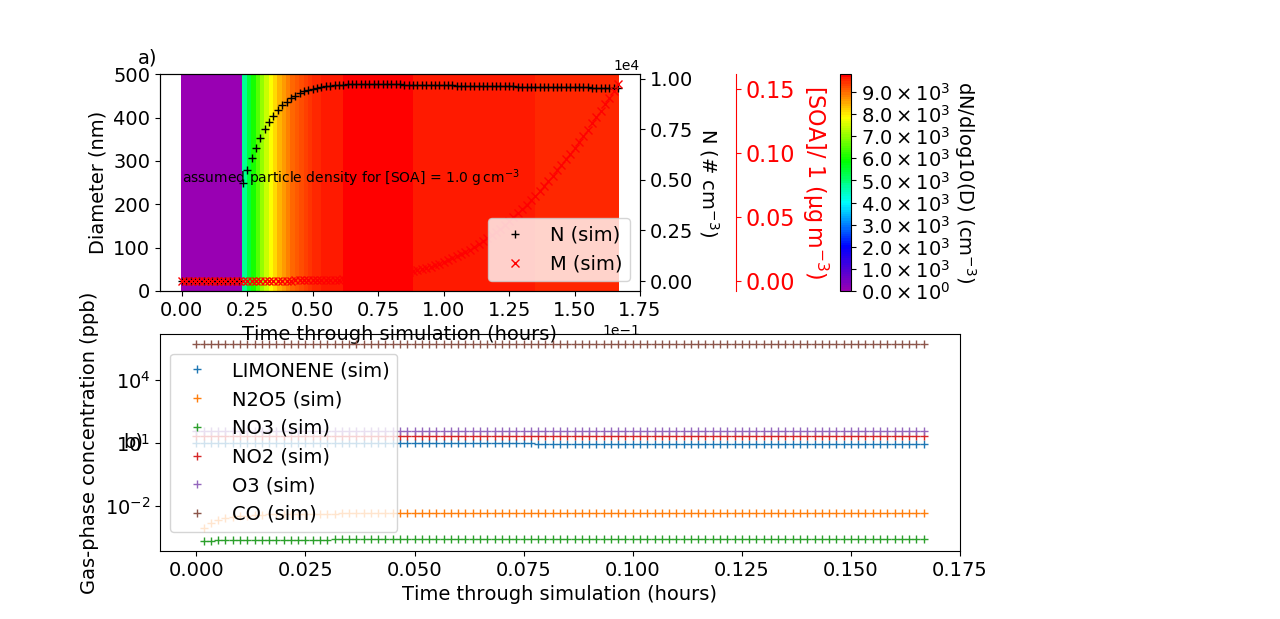 a)
1e4
500
400
300
200
100
0
Diameter (nm)
assumed particle density for [SOA] = 1.0 g cm⁻³
N (sim)
M (sim)
0.00 0.25 0.50 0.75 1.00 1.25 1.50 1.75
1e−1
Time through simulation (hours)
1.00
0.75
0.50
0.25
0.00
N (# cm⁻³)
0.15
0.10
0.05
0.00
[SOA]/ 1 (µg m⁻³)
9.0 × 10³
8.0 × 10³
7.0 × 10³
6.0 × 10³
5.0 × 10³
4.0 × 10³
3.0 × 10³
2.0 × 10³
1.0 × 10³
0.0 × 10⁰
dN/dlog10(D) (cm⁻³)
b)
Gas-phase concentration (ppb)
10⁴
10¹
10⁻²
LIMONENE (sim)
N2O5 (sim)
NO3 (sim)
NO2 (sim)
O3 (sim)
CO (sim)
0.000 0.025 0.050 0.075 0.100 0.125 0.150 0.175
Time through simulation (hours)